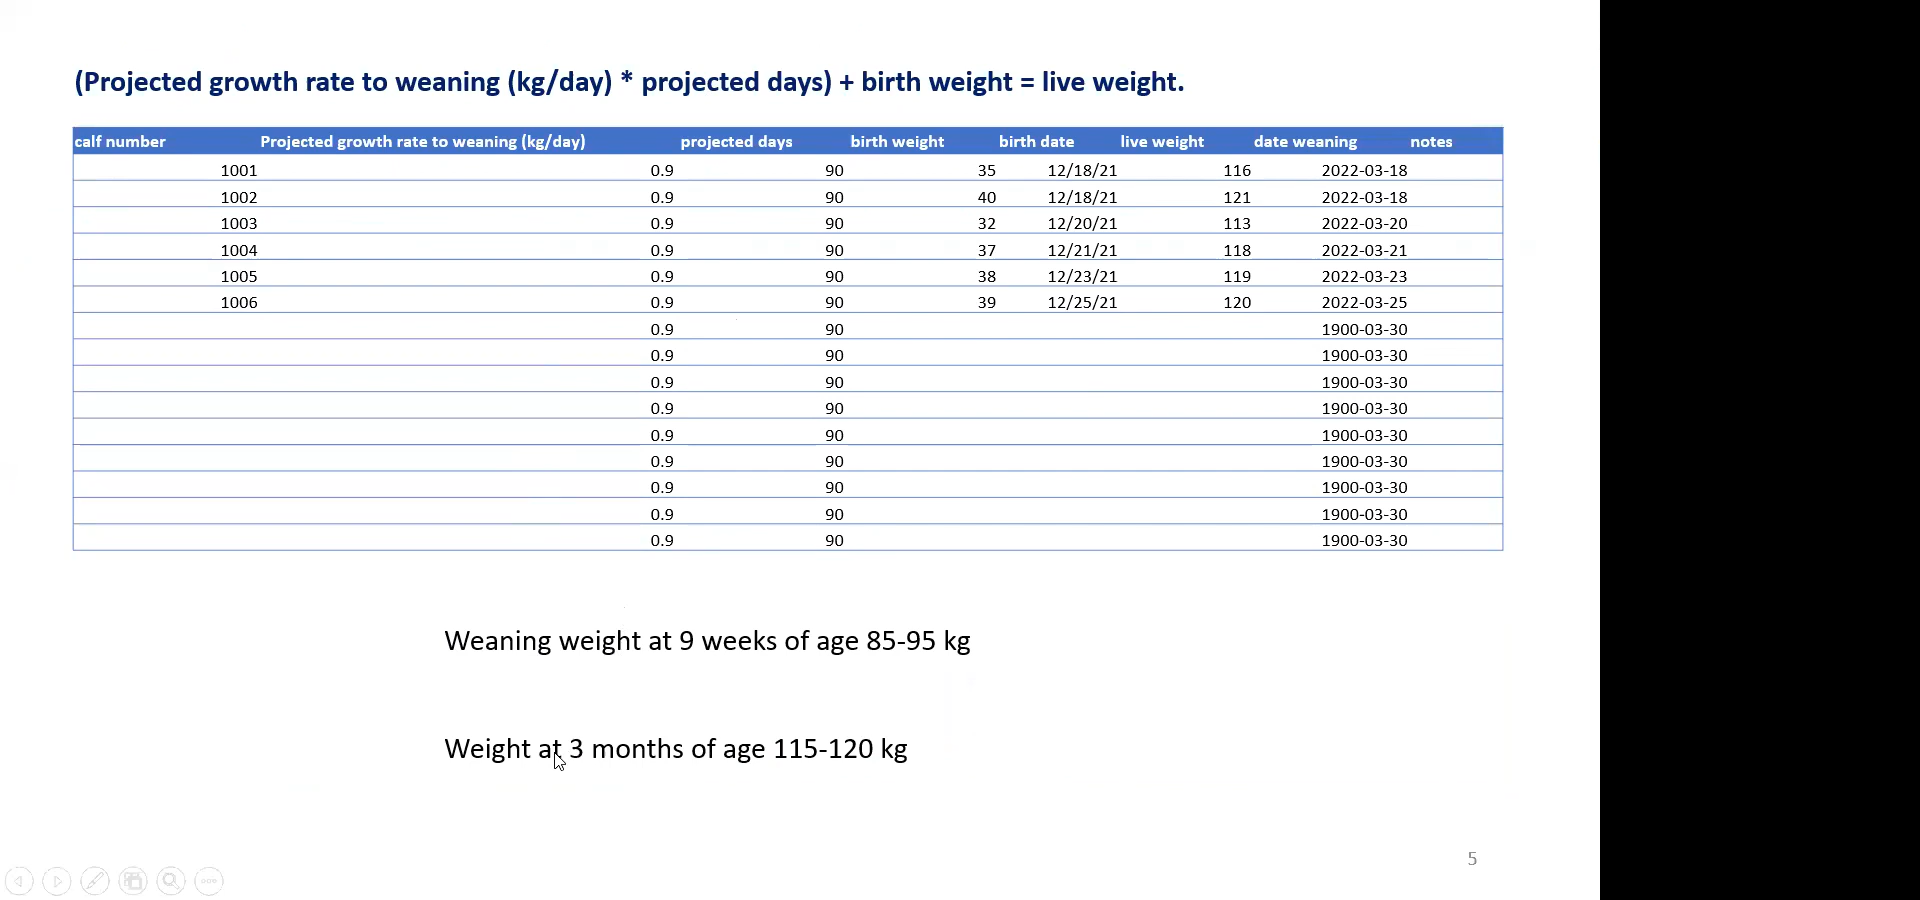 (Projected growth rate to weaning (kg/day) * projected days) + birth weight = live weight.
calf number Projected growth rate to weaning (kg/day) projected days birth weight birth date live weight date weaning notes
1001 0.9 90 35 12/18/21 116 2022-03-18
1002 0.9 90 40 12/18/21 121 2022-03-18
1003 0.9 90 32 12/20/21 113 2022-03-20
1004 0.9 90 37 12/21/21 118 2022-03-21
1005 0.9 90 38 12/23/21 119 2022-03-23
1006 0.9 90 39 12/25/21 120 2022-03-25
0.9 90 1900-03-30
0.9 90 1900-03-30
0.9 90 1900-03-30
0.9 90 1900-03-30
0.9 90 1900-03-30
0.9 90 1900-03-30
0.9 90 1900-03-30
0.9 90 1900-03-30
0.9 90 1900-03-30
Weaning weight at 9 weeks of age 85-95 kg
Weight at 3 months of age 115-120 kg
5